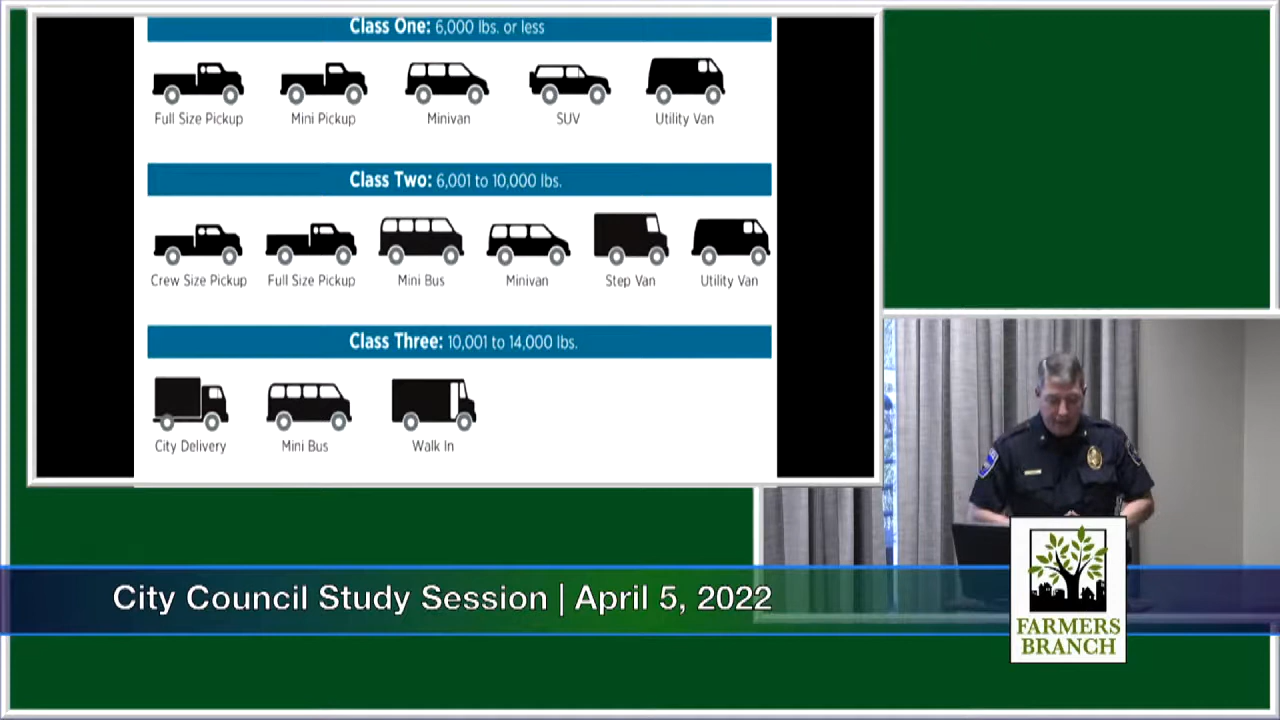 Class One: 6,000 lbs. or less
Full Size Pickup Mini Pickup Minivan SUV Utility Van
Class Two: 6,001 to 10,000 lbs.
Crew Size Pickup Full Size Pickup Mini Bus Minivan Step Van Utility Van
Class Three: 10,001 to 14,000 lbs.
City Delivery Mini Bus Walk In
City Council Study Session | April 5, 2022
FARMERS
BRANCH